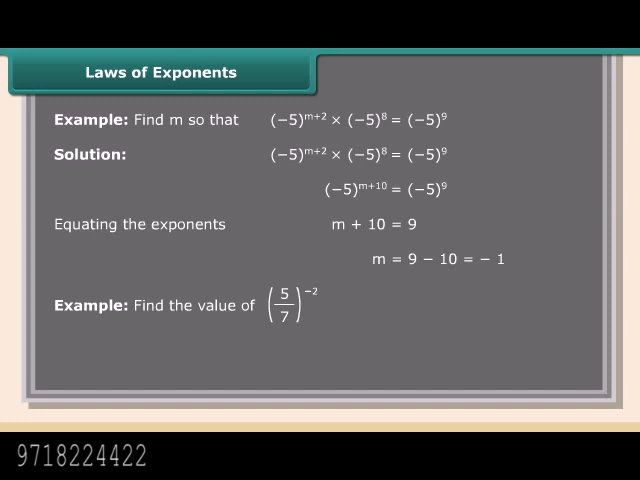 Laws of Exponents
Example: Find m so that (−5)^{m+2} × (−5)^8 = (−5)^9
Solution: (−5)^{m+2} × (−5)^8 = (−5)^9
(−5)^{m+10} = (−5)^9
Equating the exponents m + 10 = 9
m = 9 − 10 = − 1
Example: Find the value of (5/7)^{−2}
9718224422